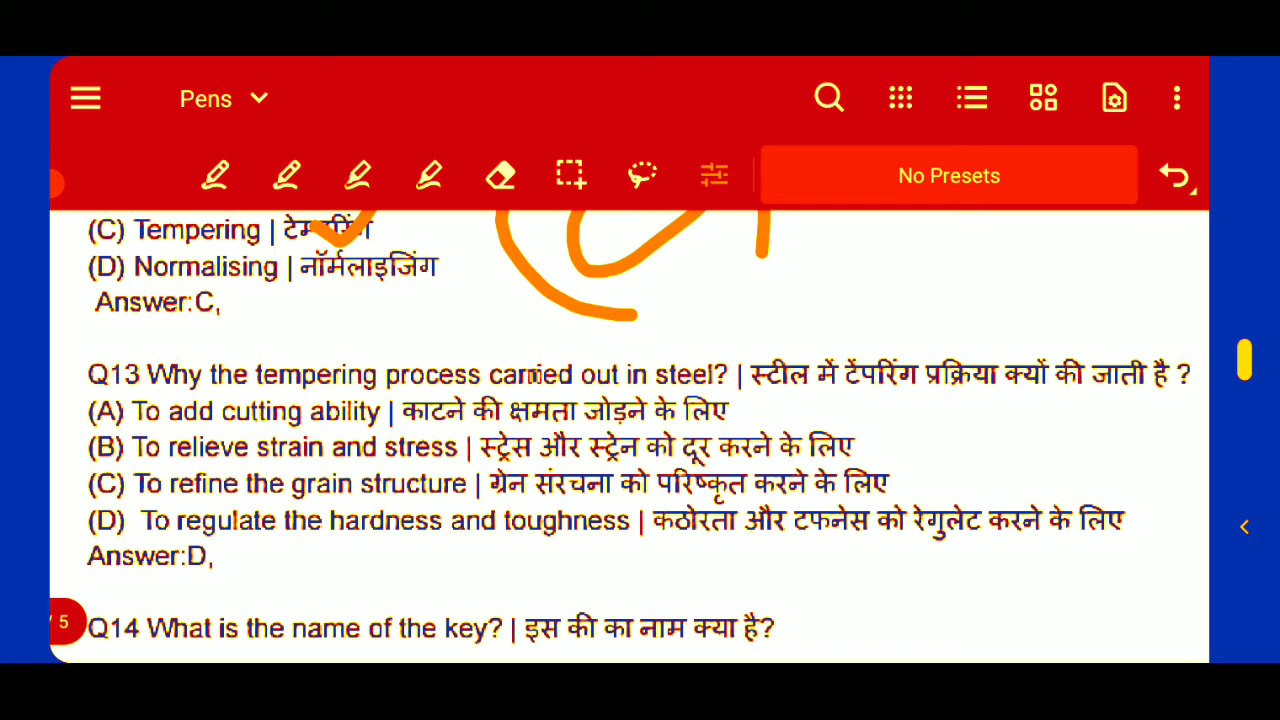 Pens
No Presets
(C) Tempering | टेम्परिंग
(D) Normalising | नॉर्मलाइजिंग
Answer:C,
Q13 Why the tempering process carried out in steel? | स्टील में टेंपरिंग प्रक्रिया क्यों की जाती है ?
(A) To add cutting ability | काटने की क्षमता जोड़ने के लिए
(B) To relieve strain and stress | स्ट्रेस और स्ट्रेन को दूर करने के लिए
(C) To refine the grain structure | ग्रेन संरचना को परिष्कृत करने के लिए
(D) To regulate the hardness and toughness | कठोरता और टफनेस को रेगुलेट करने के लिए
Answer:D,
/ 5
Q14 What is the name of the key? | इस की का नाम क्या है?